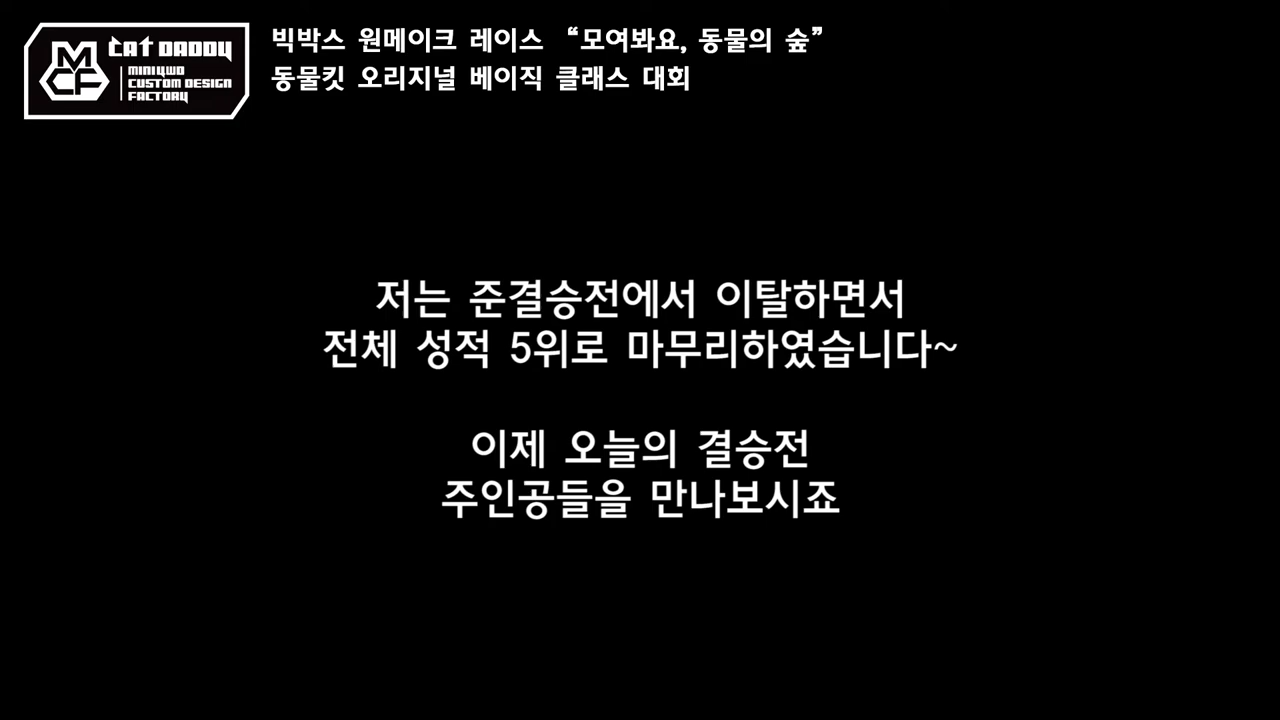 CAT DADDY
MINI4WD
CUSTOM DESIGN
FACTORY
MCF
빅박스 원메이크 레이스 “모여봐요, 동물의 숲”
동물킷 오리지널 베이직 클래스 대회
저는 준결승전에서 이탈하면서
전체 성적 5위로 마무리하였습니다~
이제 오늘의 결승전
주인공들을 만나보시죠